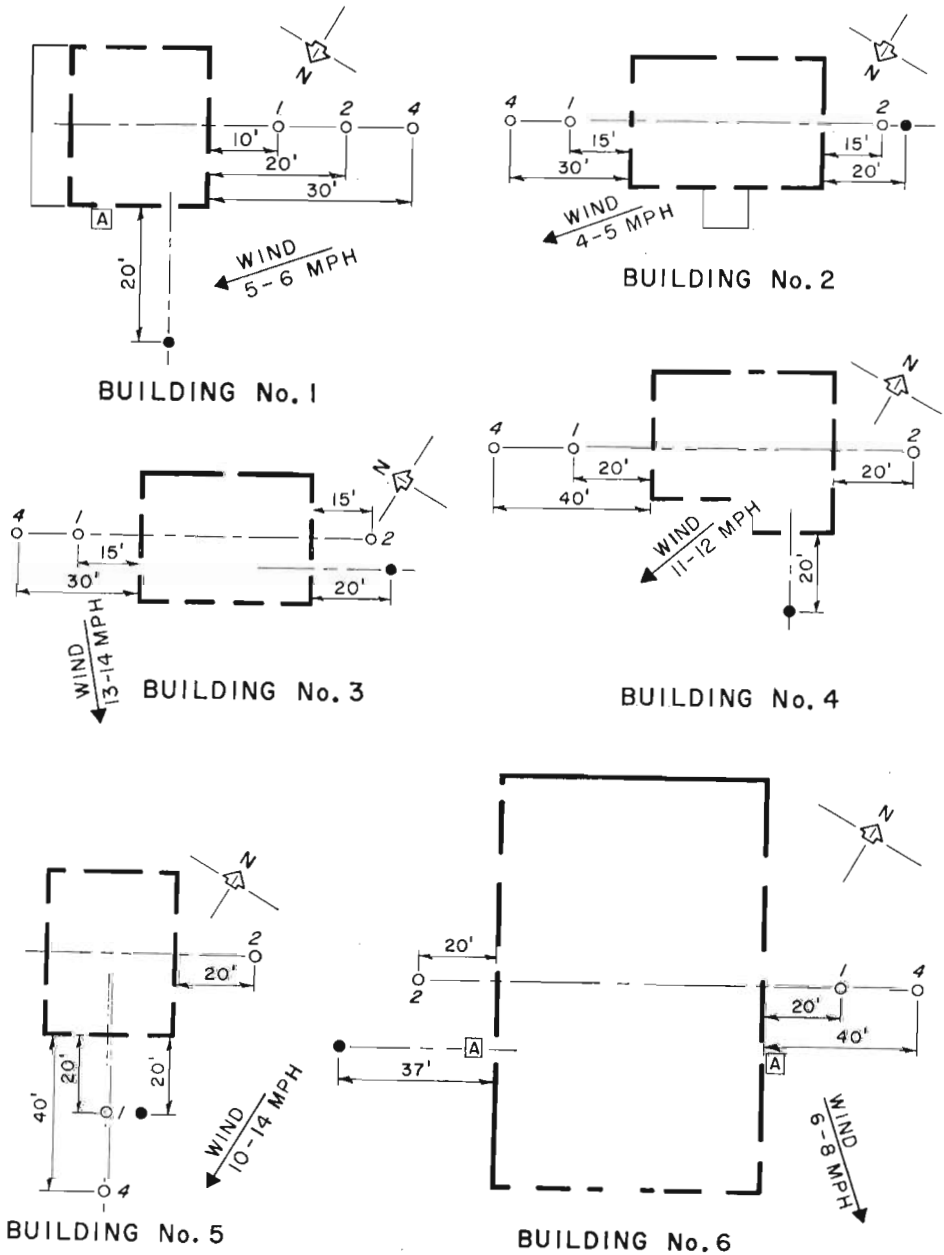 N
1
2
4
10'
20'
30'
A
20'
WIND
5-6 MPH
BUILDING No. 1
N
4
1
2
15'
30'
15'
20'
WIND
4-5 MPH
BUILDING No. 2
N
4
1
2
15'
15'
30'
20'
WIND
13-14 MPH
BUILDING No. 3
N
4
1
2
20'
40'
20'
WIND
11-12 MPH
20'
BUILDING No. 4
N
2
20'
20'
40'
20'
1
4
WIND
10-14 MPH
BUILDING No. 5
N
20'
2
1
4
20'
40'
A
A
37'
WIND
6-8 MPH
BUILDING No. 6